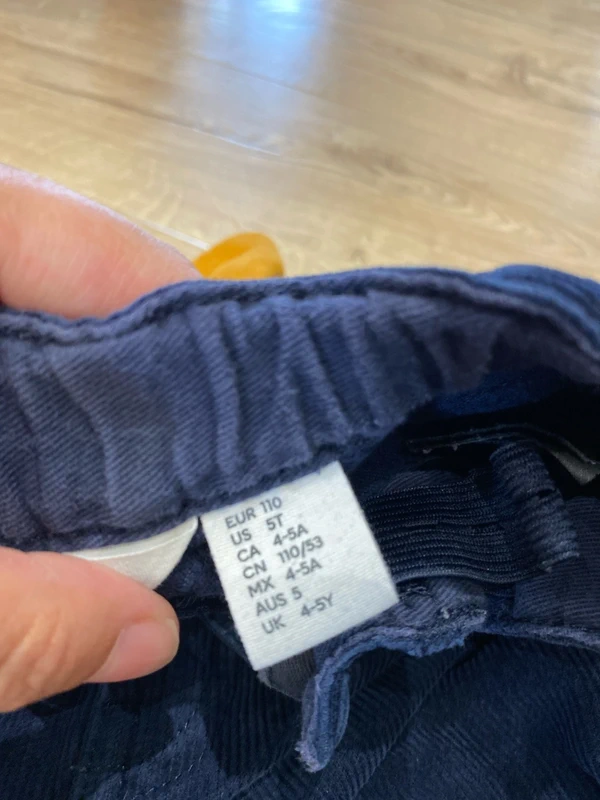 EUR 110
US 5T
CA 4-5A
CN 110/53
MX 4-5A
AUS 5
UK 4-5Y